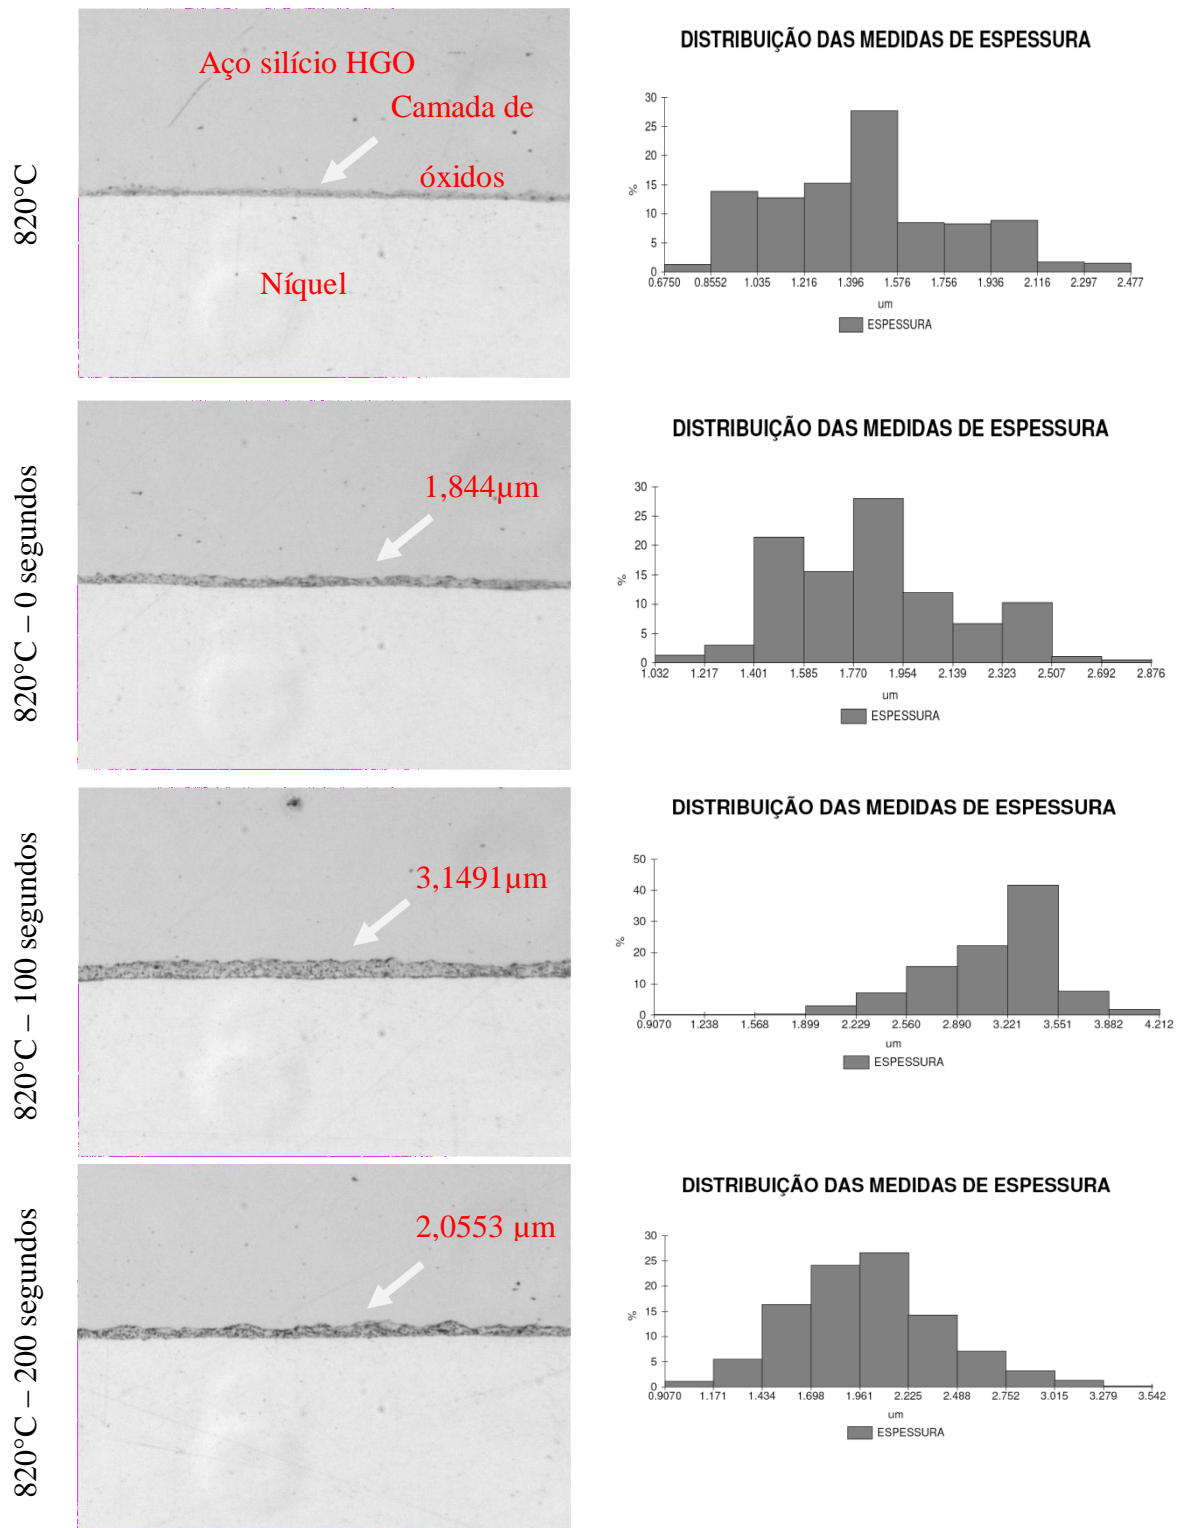 820°C
Aço silício HGO
Camada de
óxidos
Níquel
DISTRIBUIÇÃO DAS MEDIDAS DE ESPESSURA
30
25
20
15
10
5
0
%
0.6750 0.8552 1.035 1.216 1.396 1.576 1.756 1.936 2.116 2.297 2.477
um
ESPESSURA
820°C – 0 segundos
1,844µm
DISTRIBUIÇÃO DAS MEDIDAS DE ESPESSURA
30
25
20
15
10
5
0
%
1.032 1.217 1.401 1.585 1.770 1.954 2.139 2.323 2.507 2.692 2.876
um
ESPESSURA
820°C – 100 segundos
3,1491µm
DISTRIBUIÇÃO DAS MEDIDAS DE ESPESSURA
50
40
30
20
10
0
%
0.9070 1.238 1.568 1.899 2.229 2.560 2.890 3.221 3.551 3.882 4.212
um
ESPESSURA
820°C – 200 segundos
2,0553 µm
DISTRIBUIÇÃO DAS MEDIDAS DE ESPESSURA
30
25
20
15
10
5
0
%
0.9070 1.171 1.434 1.698 1.961 2.225 2.488 2.752 3.015 3.279 3.542
um
ESPESSURA